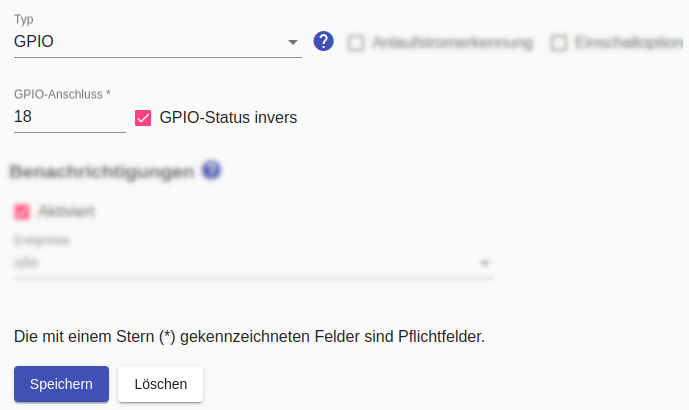 Typ
GPIO
? Anlaufstromerkennung Einschaltoption
GPIO-Anschluss *
18
GPIO-Status invers
Benachrichtigungen ?
Aktiviert
Ereignisse
alle
Die mit einem Stern (*) gekennzeichneten Felder sind Pflichtfelder.
Speichern Löschen